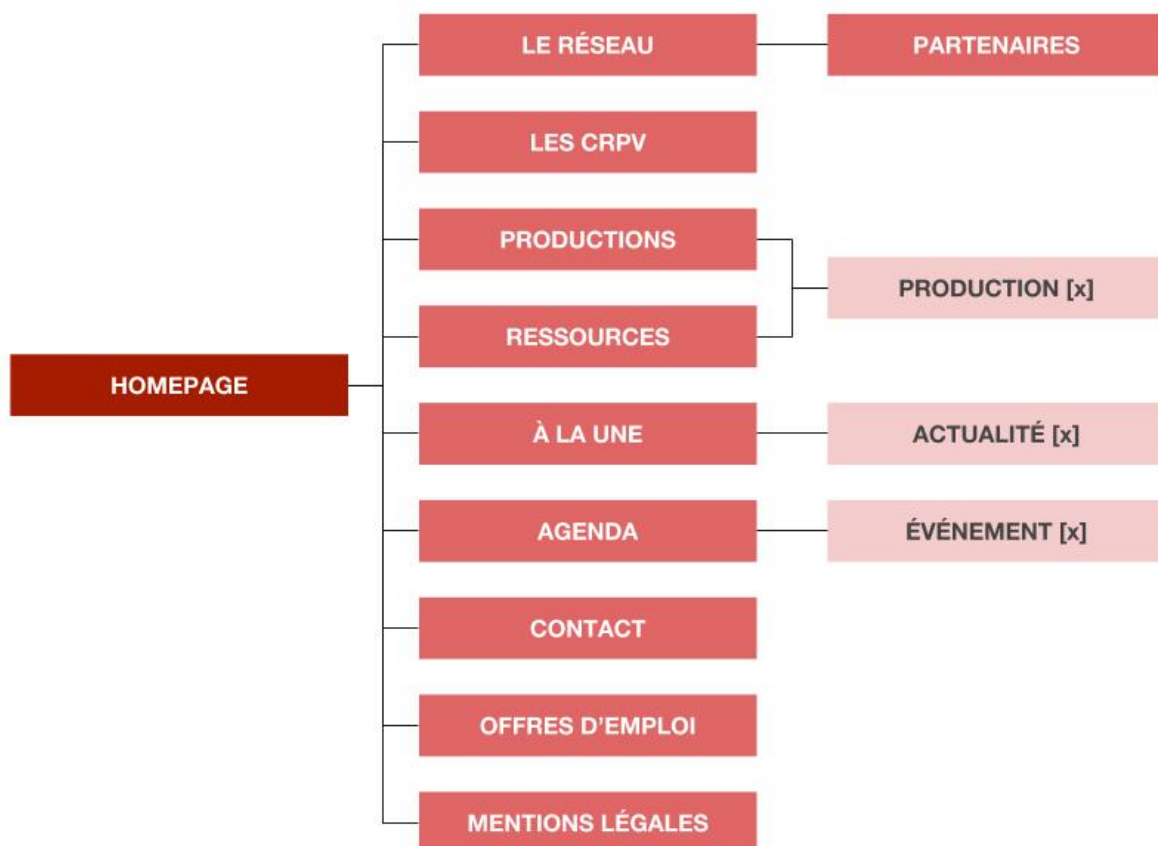 LE RÉSEAU
PARTENAIRES
LES CRPV
PRODUCTIONS
PRODUCTION [x]
RESSOURCES
HOMEPAGE
À LA UNE
ACTUALITÉ [x]
AGENDA
ÉVÉNEMENT [x]
CONTACT
OFFRES D’EMPLOI
MENTIONS LÉGALES